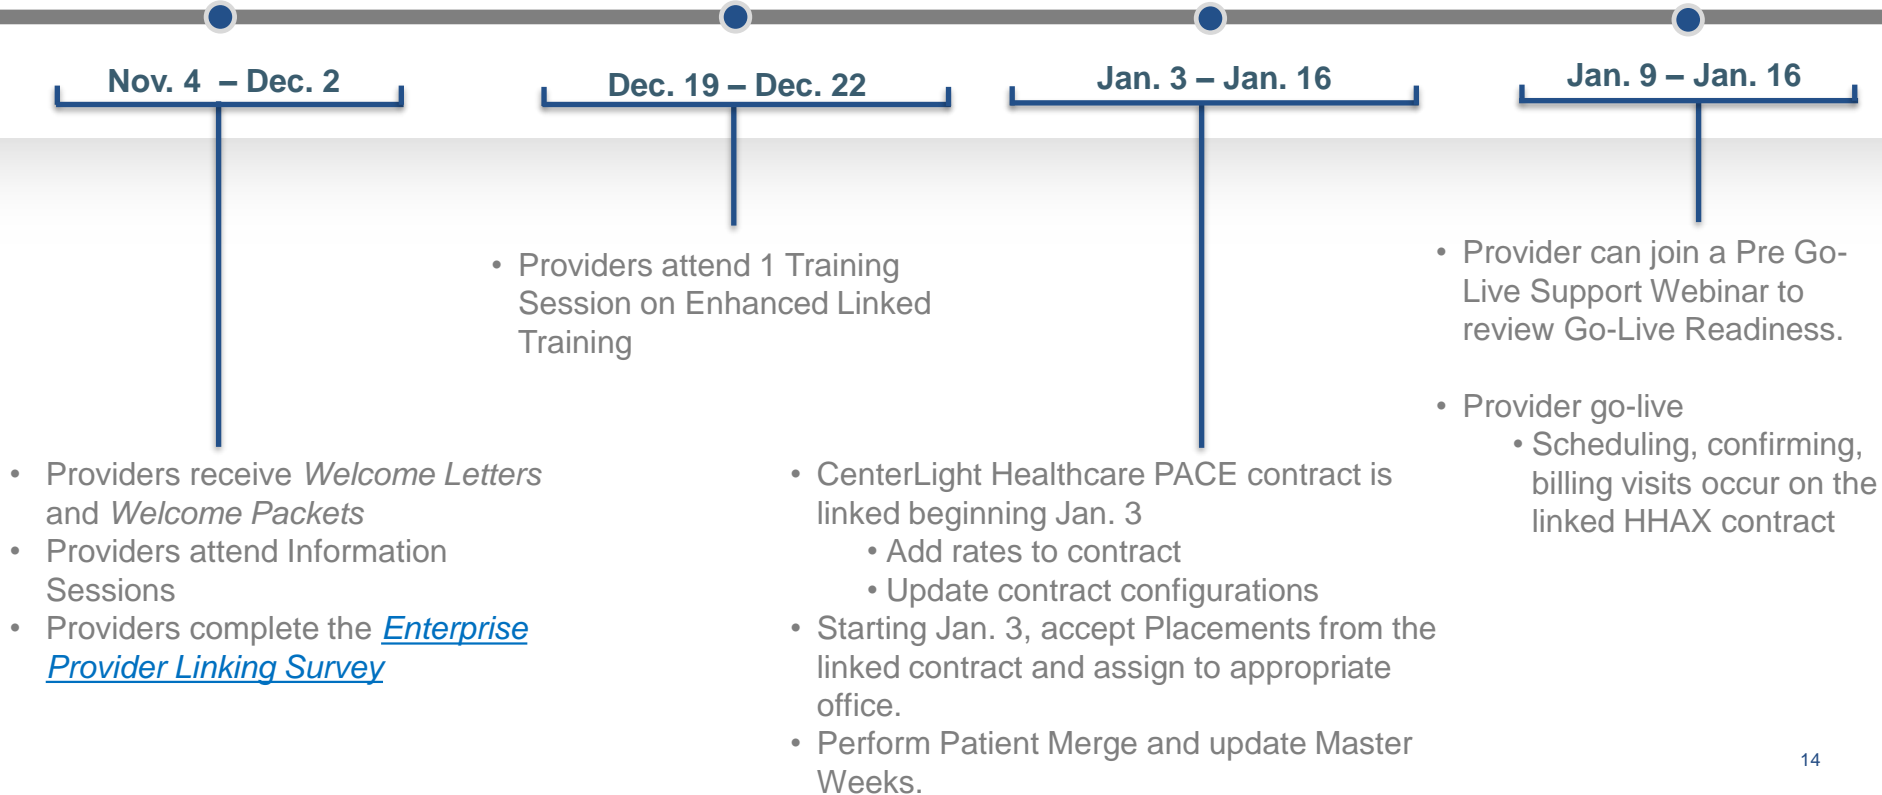 Nov. 4 – Dec. 2
• Providers receive Welcome Letters
and Welcome Packets
• Providers attend Information
Sessions
• Providers complete the Enterprise
Provider Linking Survey
Dec. 19 – Dec. 22
• Providers attend 1 Training
Session on Enhanced Linked
Training
Jan. 3 – Jan. 16
• CenterLight Healthcare PACE contract is
linked beginning Jan. 3
• Add rates to contract
• Update contract configurations
• Starting Jan. 3, accept Placements from the
linked contract and assign to appropriate
office.
• Perform Patient Merge and update Master
Weeks.
Jan. 9 – Jan. 16
• Provider can join a Pre Go-
Live Support Webinar to
review Go-Live Readiness.
• Provider go-live
• Scheduling, confirming,
billing visits occur on the
linked HHAX contract
14